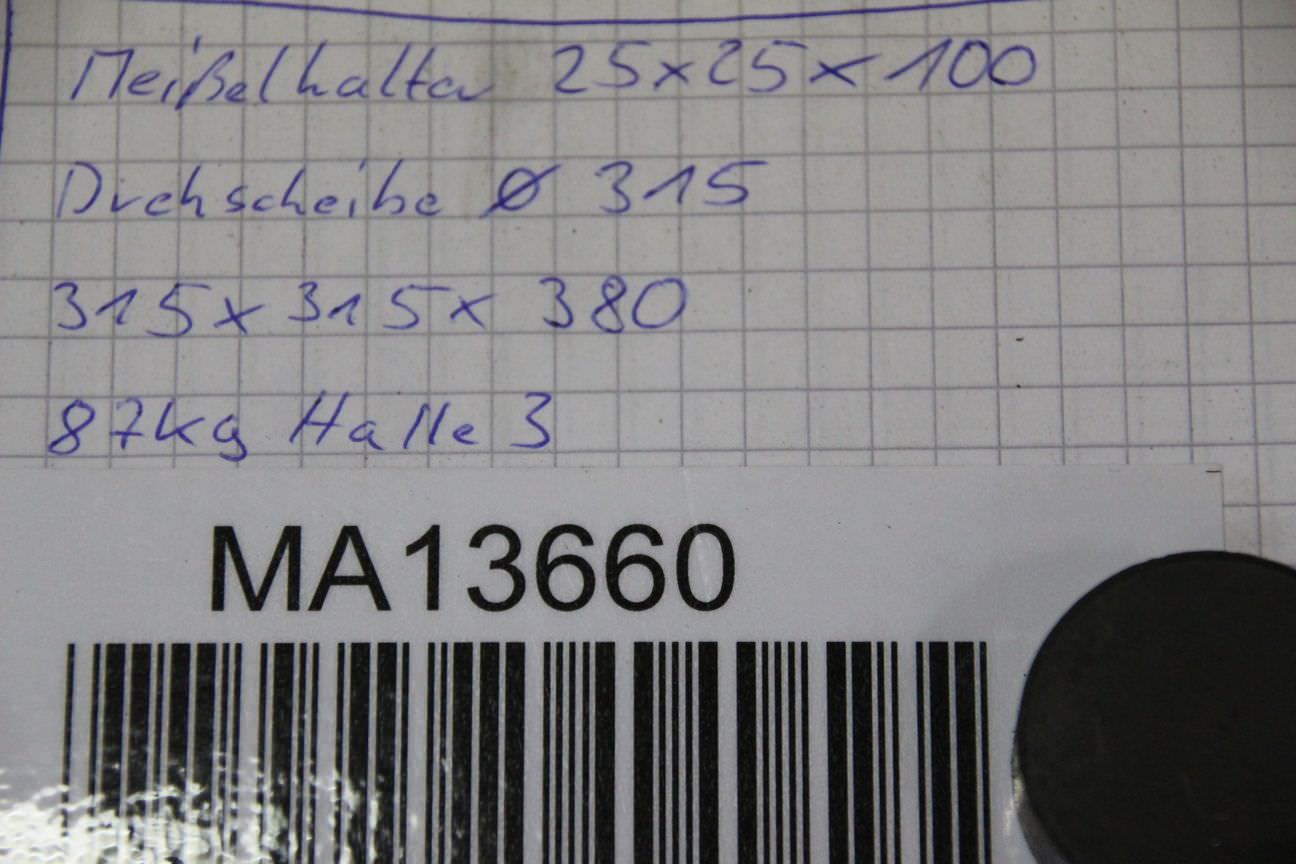 Meißelhalter 25x25x100
Drehscheibe Ø 315
315x315x380
87kg Halle 3
MA13660